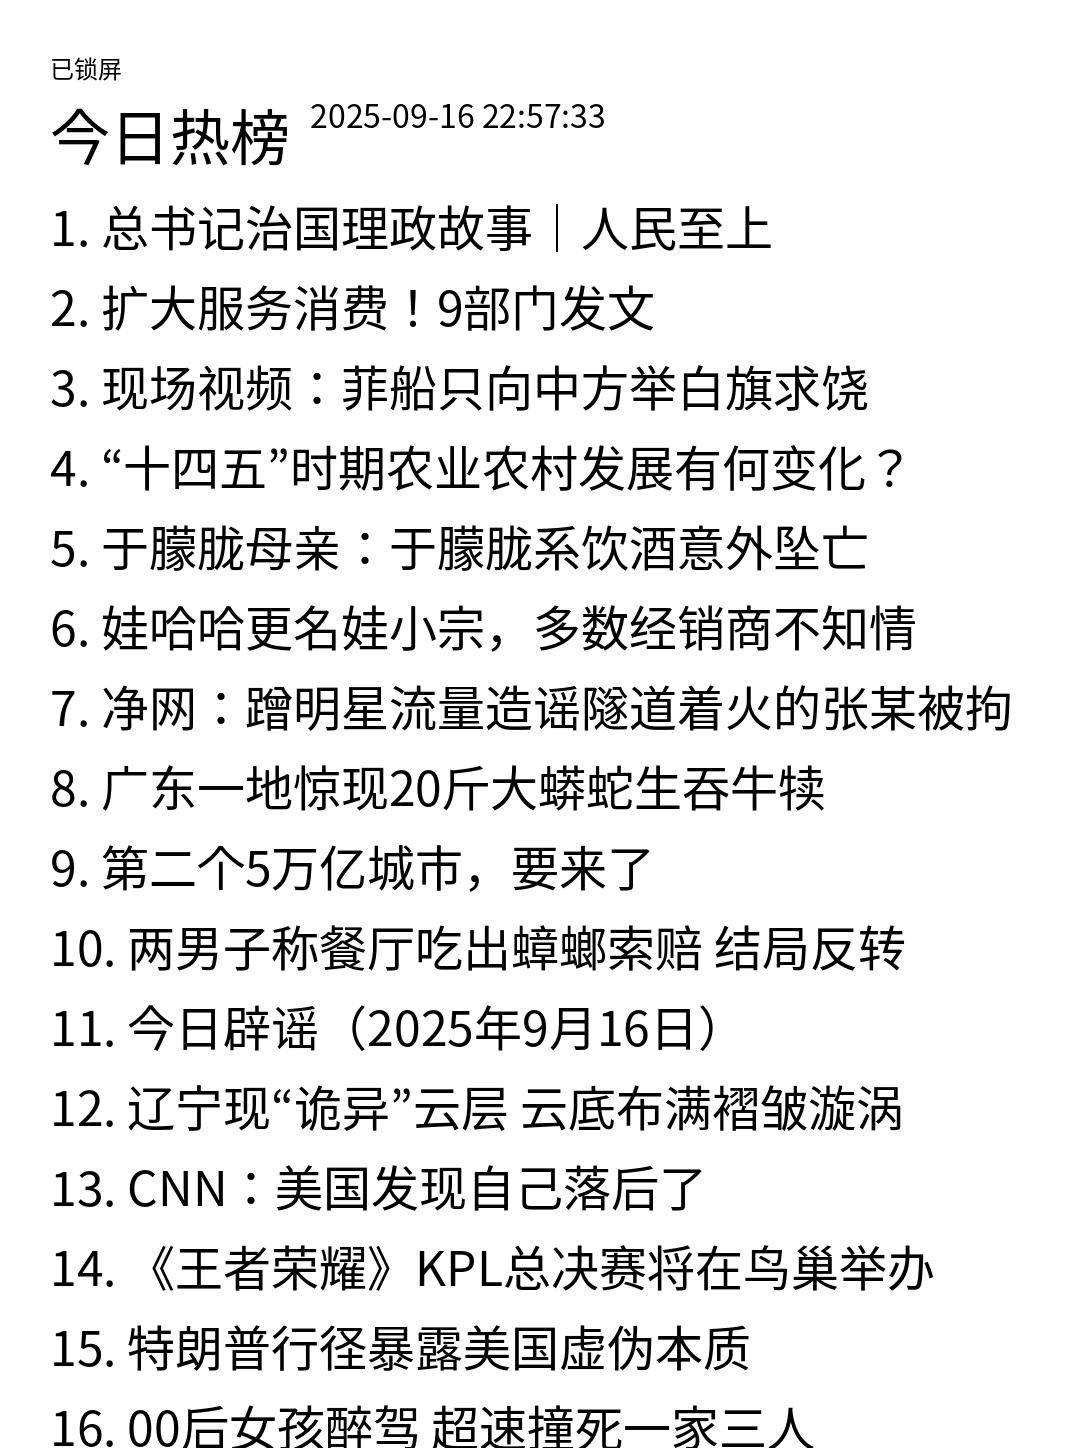 已锁屏
今日热榜 2025-09-16 22:57:33
1. 总书记治国理政故事｜人民至上
2. 扩大服务消费！9部门发文
3. 现场视频：菲船只向中方举白旗求饶
4. “十四五”时期农业农村发展有何变化？
5. 于朦胧母亲：于朦胧系饮酒意外坠亡
6. 娃哈哈更名娃小宗，多数经销商不知情
7. 净网：蹭明星流量造谣隧道着火的张某被拘
8. 广东一地惊现20斤大蟒蛇生吞牛犊
9. 第二个5万亿城市，要来了
10. 两男子称餐厅吃出蟑螂索赔 结局反转
11. 今日辟谣（2025年9月16日）
12. 辽宁现“诡异”云层 云底布满褶皱漩涡
13. CNN：美国发现自己落后了
14. 《王者荣耀》KPL总决赛将在鸟巢举办
15. 特朗普行径暴露美国虚伪本质
16. 00后女孩醉驾 超速撞死一家三人